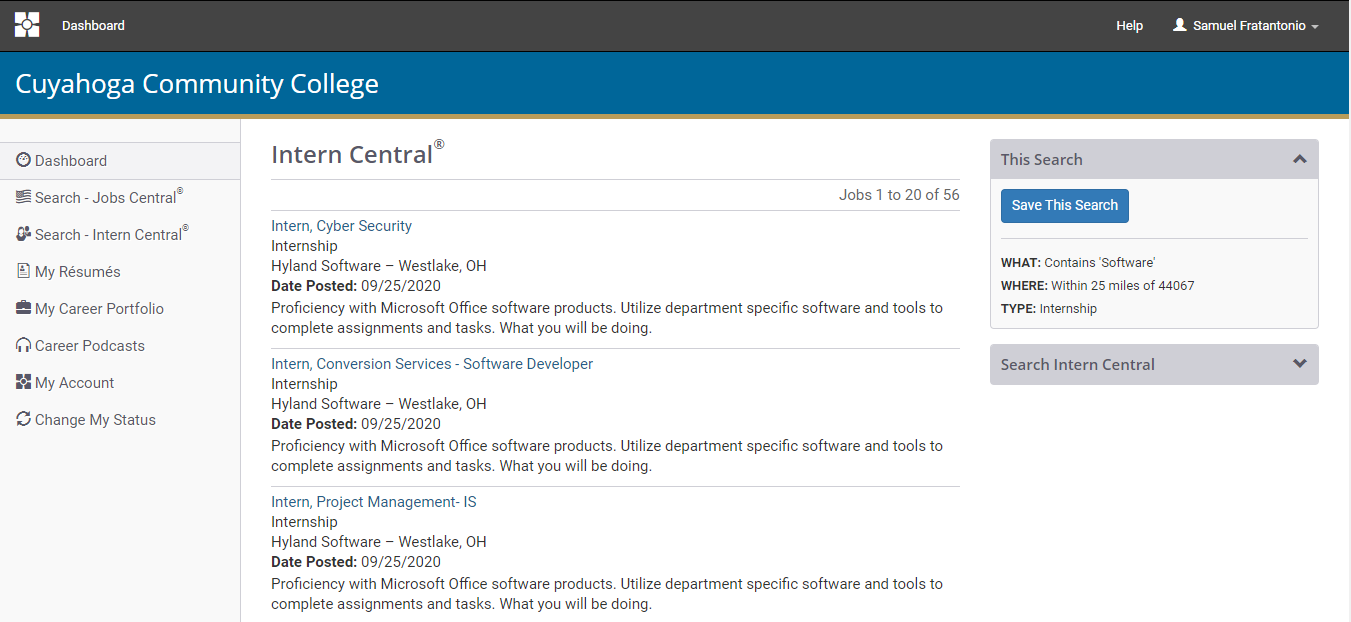 Dashboard
Help
Samuel Fratantonio
Cuyahoga Community College
Dashboard
Search - Jobs Central®
Search - Intern Central®
My Résumés
My Career Portfolio
Career Podcasts
My Account
Change My Status
Intern Central®
Jobs 1 to 20 of 56
Intern, Cyber Security
Internship
Hyland Software – Westlake, OH
Date Posted: 09/25/2020
Proficiency with Microsoft Office software products. Utilize department specific software and tools to
complete assignments and tasks. What you will be doing.
Intern, Conversion Services - Software Developer
Internship
Hyland Software – Westlake, OH
Date Posted: 09/25/2020
Proficiency with Microsoft Office software products. Utilize department specific software and tools to
complete assignments and tasks. What you will be doing.
Intern, Project Management- IS
Internship
Hyland Software – Westlake, OH
Date Posted: 09/25/2020
Proficiency with Microsoft Office software products. Utilize department specific software and tools to
complete assignments and tasks. What you will be doing.
This Search
Save This Search
WHAT: Contains 'Software'
WHERE: Within 25 miles of 44067
TYPE: Internship
Search Intern Central